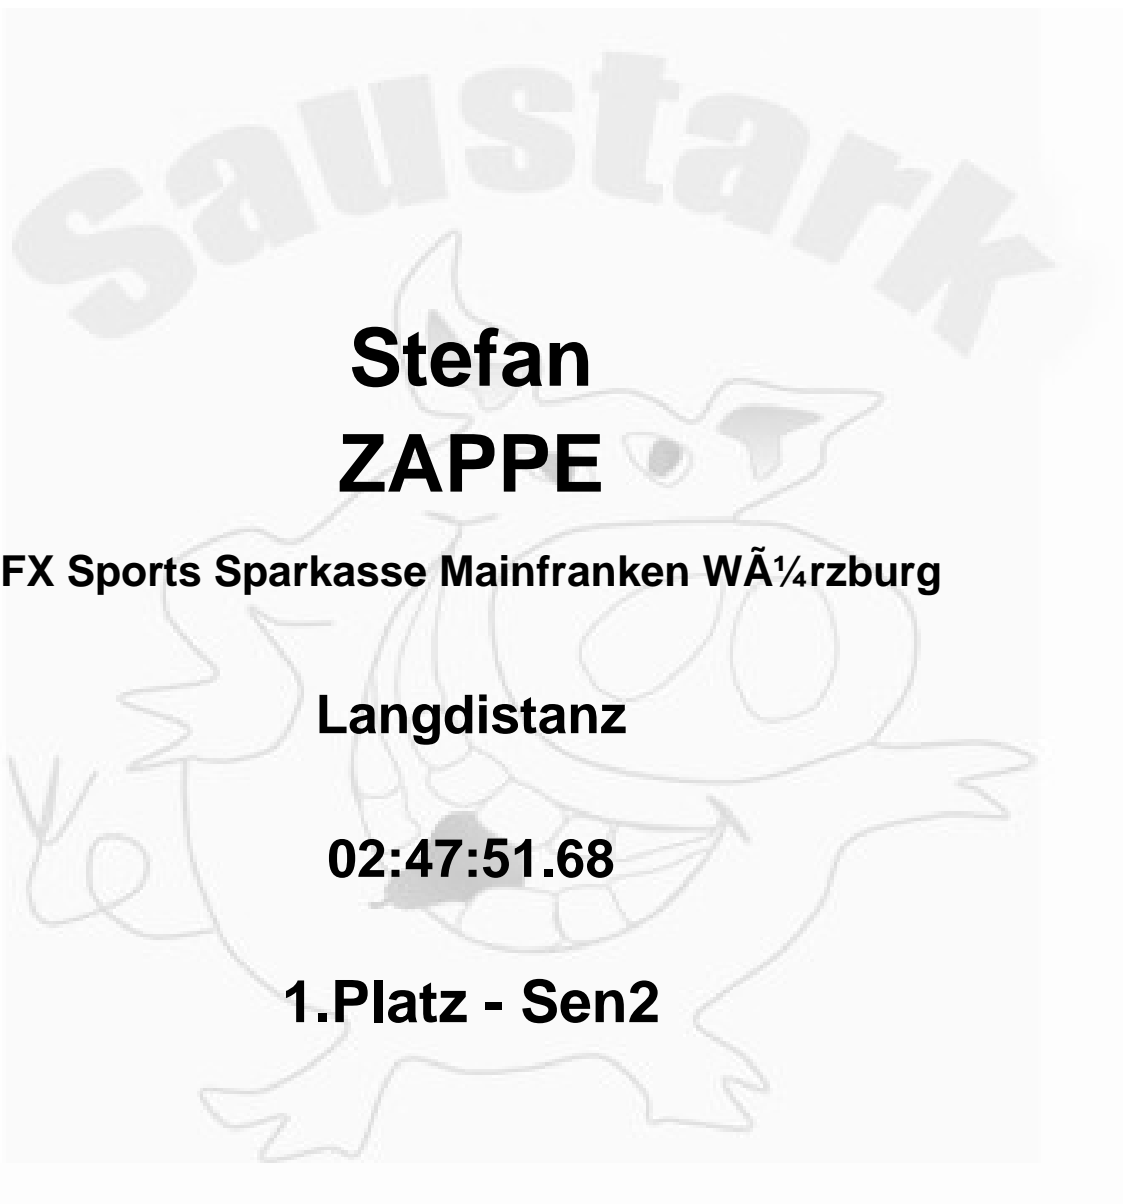 Saustark
Stefan
ZAPPE
FX Sports Sparkasse Mainfranken WÃ¼rzburg
Langdistanz
02:47:51.68
1.Platz - Sen2